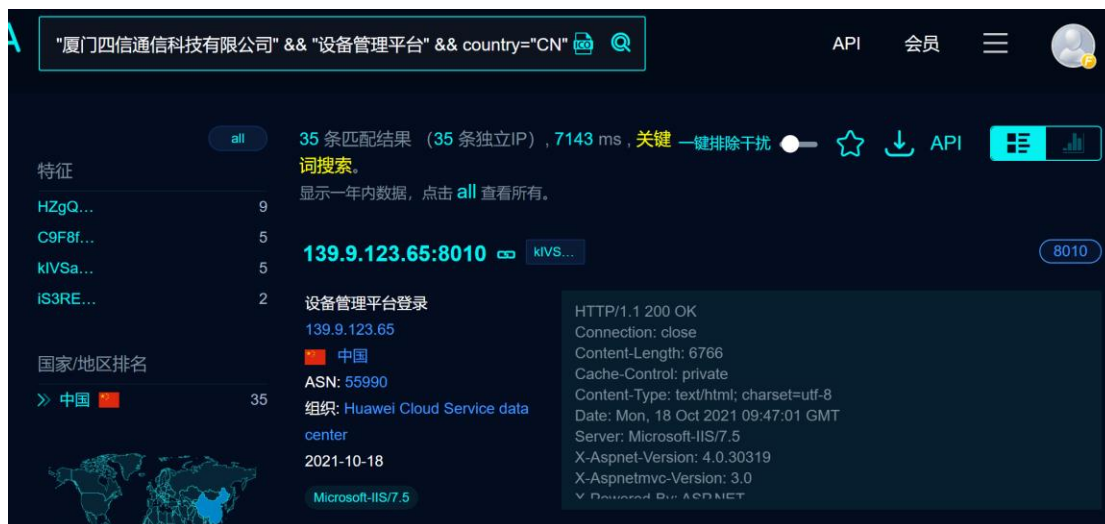 "厦门四信通信科技有限公司" && "设备管理平台" && country="CN"
API
会员
all
35 条匹配结果 （35 条独立IP）, 7143 ms , 关键
词搜索。
一键排除干扰
API
显示一年内数据，点击 all 查看所有。
特征
HZgQ... 9
C9F8f... 5
kIVSa... 5
iS3RE... 2
国家/地区排名
中国 35
139.9.123.65:8010
kIVS...
8010
设备管理平台登录
139.9.123.65
中国
ASN: 55990
组织: Huawei Cloud Service data
center
2021-10-18
Microsoft-IIS/7.5
HTTP/1.1 200 OK
Connection: close
Content-Length: 6766
Cache-Control: private
Content-Type: text/html; charset=utf-8
Date: Mon, 18 Oct 2021 09:47:01 GMT
Server: Microsoft-IIS/7.5
X-Aspnet-Version: 4.0.30319
X-Aspnetmvc-Version: 3.0
X-Powered-By: ASP.NET